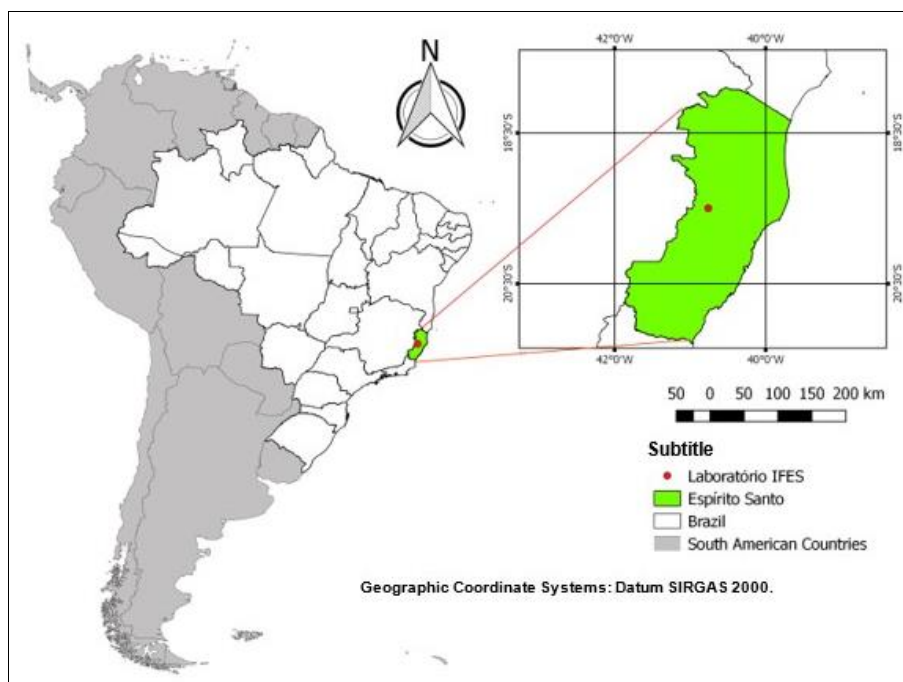 N
42°0'W 40°0'W
18°30'S 18°30'S
20°30'S 20°30'S
42°0'W 40°0'W
50 0 50 100 150 200 km
Subtitle
Laboratório IFES
Espírito Santo
Brazil
South American Countries
Geographic Coordinate Systems: Datum SIRGAS 2000.